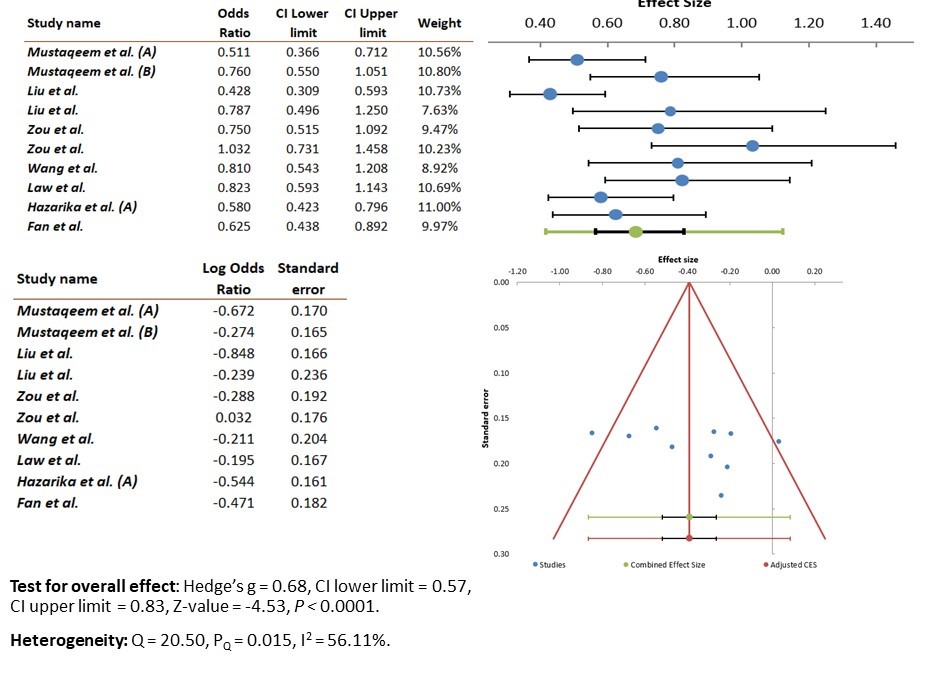 Study name Odds Ratio CI Lower limit CI Upper limit Weight
Mustaqeem et al. (A) 0.511 0.366 0.712 10.56%
Mustaqeem et al. (B) 0.760 0.550 1.051 10.80%
Liu et al. 0.428 0.309 0.593 10.73%
Liu et al. 0.787 0.496 1.250 7.63%
Zou et al. 0.750 0.515 1.092 9.47%
Zou et al. 1.032 0.731 1.458 10.23%
Wang et al. 0.810 0.543 1.208 8.92%
Law et al. 0.823 0.593 1.143 10.69%
Hazarika et al. (A) 0.580 0.423 0.796 11.00%
Fan et al. 0.625 0.438 0.892 9.97%
Effect Size
0.40 0.60 0.80 1.00 1.20 1.40
Study name Log Odds Ratio Standard error
Mustaqeem et al. (A) -0.672 0.170
Mustaqeem et al. (B) -0.274 0.165
Liu et al. -0.848 0.166
Liu et al. -0.239 0.236
Zou et al. -0.288 0.192
Zou et al. 0.032 0.176
Wang et al. -0.211 0.204
Law et al. -0.195 0.167
Hazarika et al. (A) -0.544 0.161
Fan et al. -0.471 0.182
Effect size
-1.20 -1.00 -0.80 -0.60 -0.40 -0.20 0.00 0.20
0.00
0.05
0.10
0.15
0.20
0.25
0.30
Standard error
Studies Combined Effect Size Adjusted CES
Test for overall effect: Hedge's g = 0.68, CI lower limit = 0.57,
CI upper limit = 0.83, Z-value = -4.53, P < 0.0001.
Heterogeneity: Q = 20.50, PQ = 0.015, I² = 56.11%.